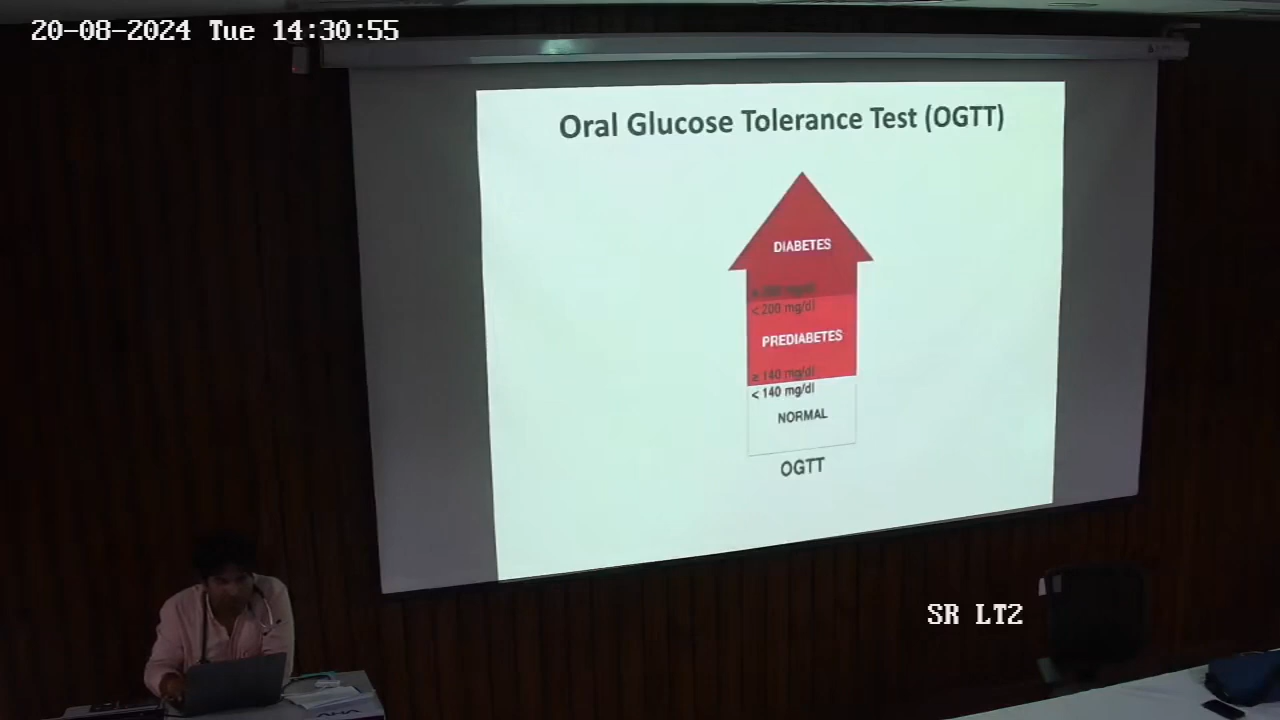 20-08-2024 Tue 14:30:55
Oral Glucose Tolerance Test (OGTT)
DIABETES
< 200 mg/dl
PREDIABETES
≥ 140 mg/dl
< 140 mg/dl
NORMAL
OGTT
SR LT2